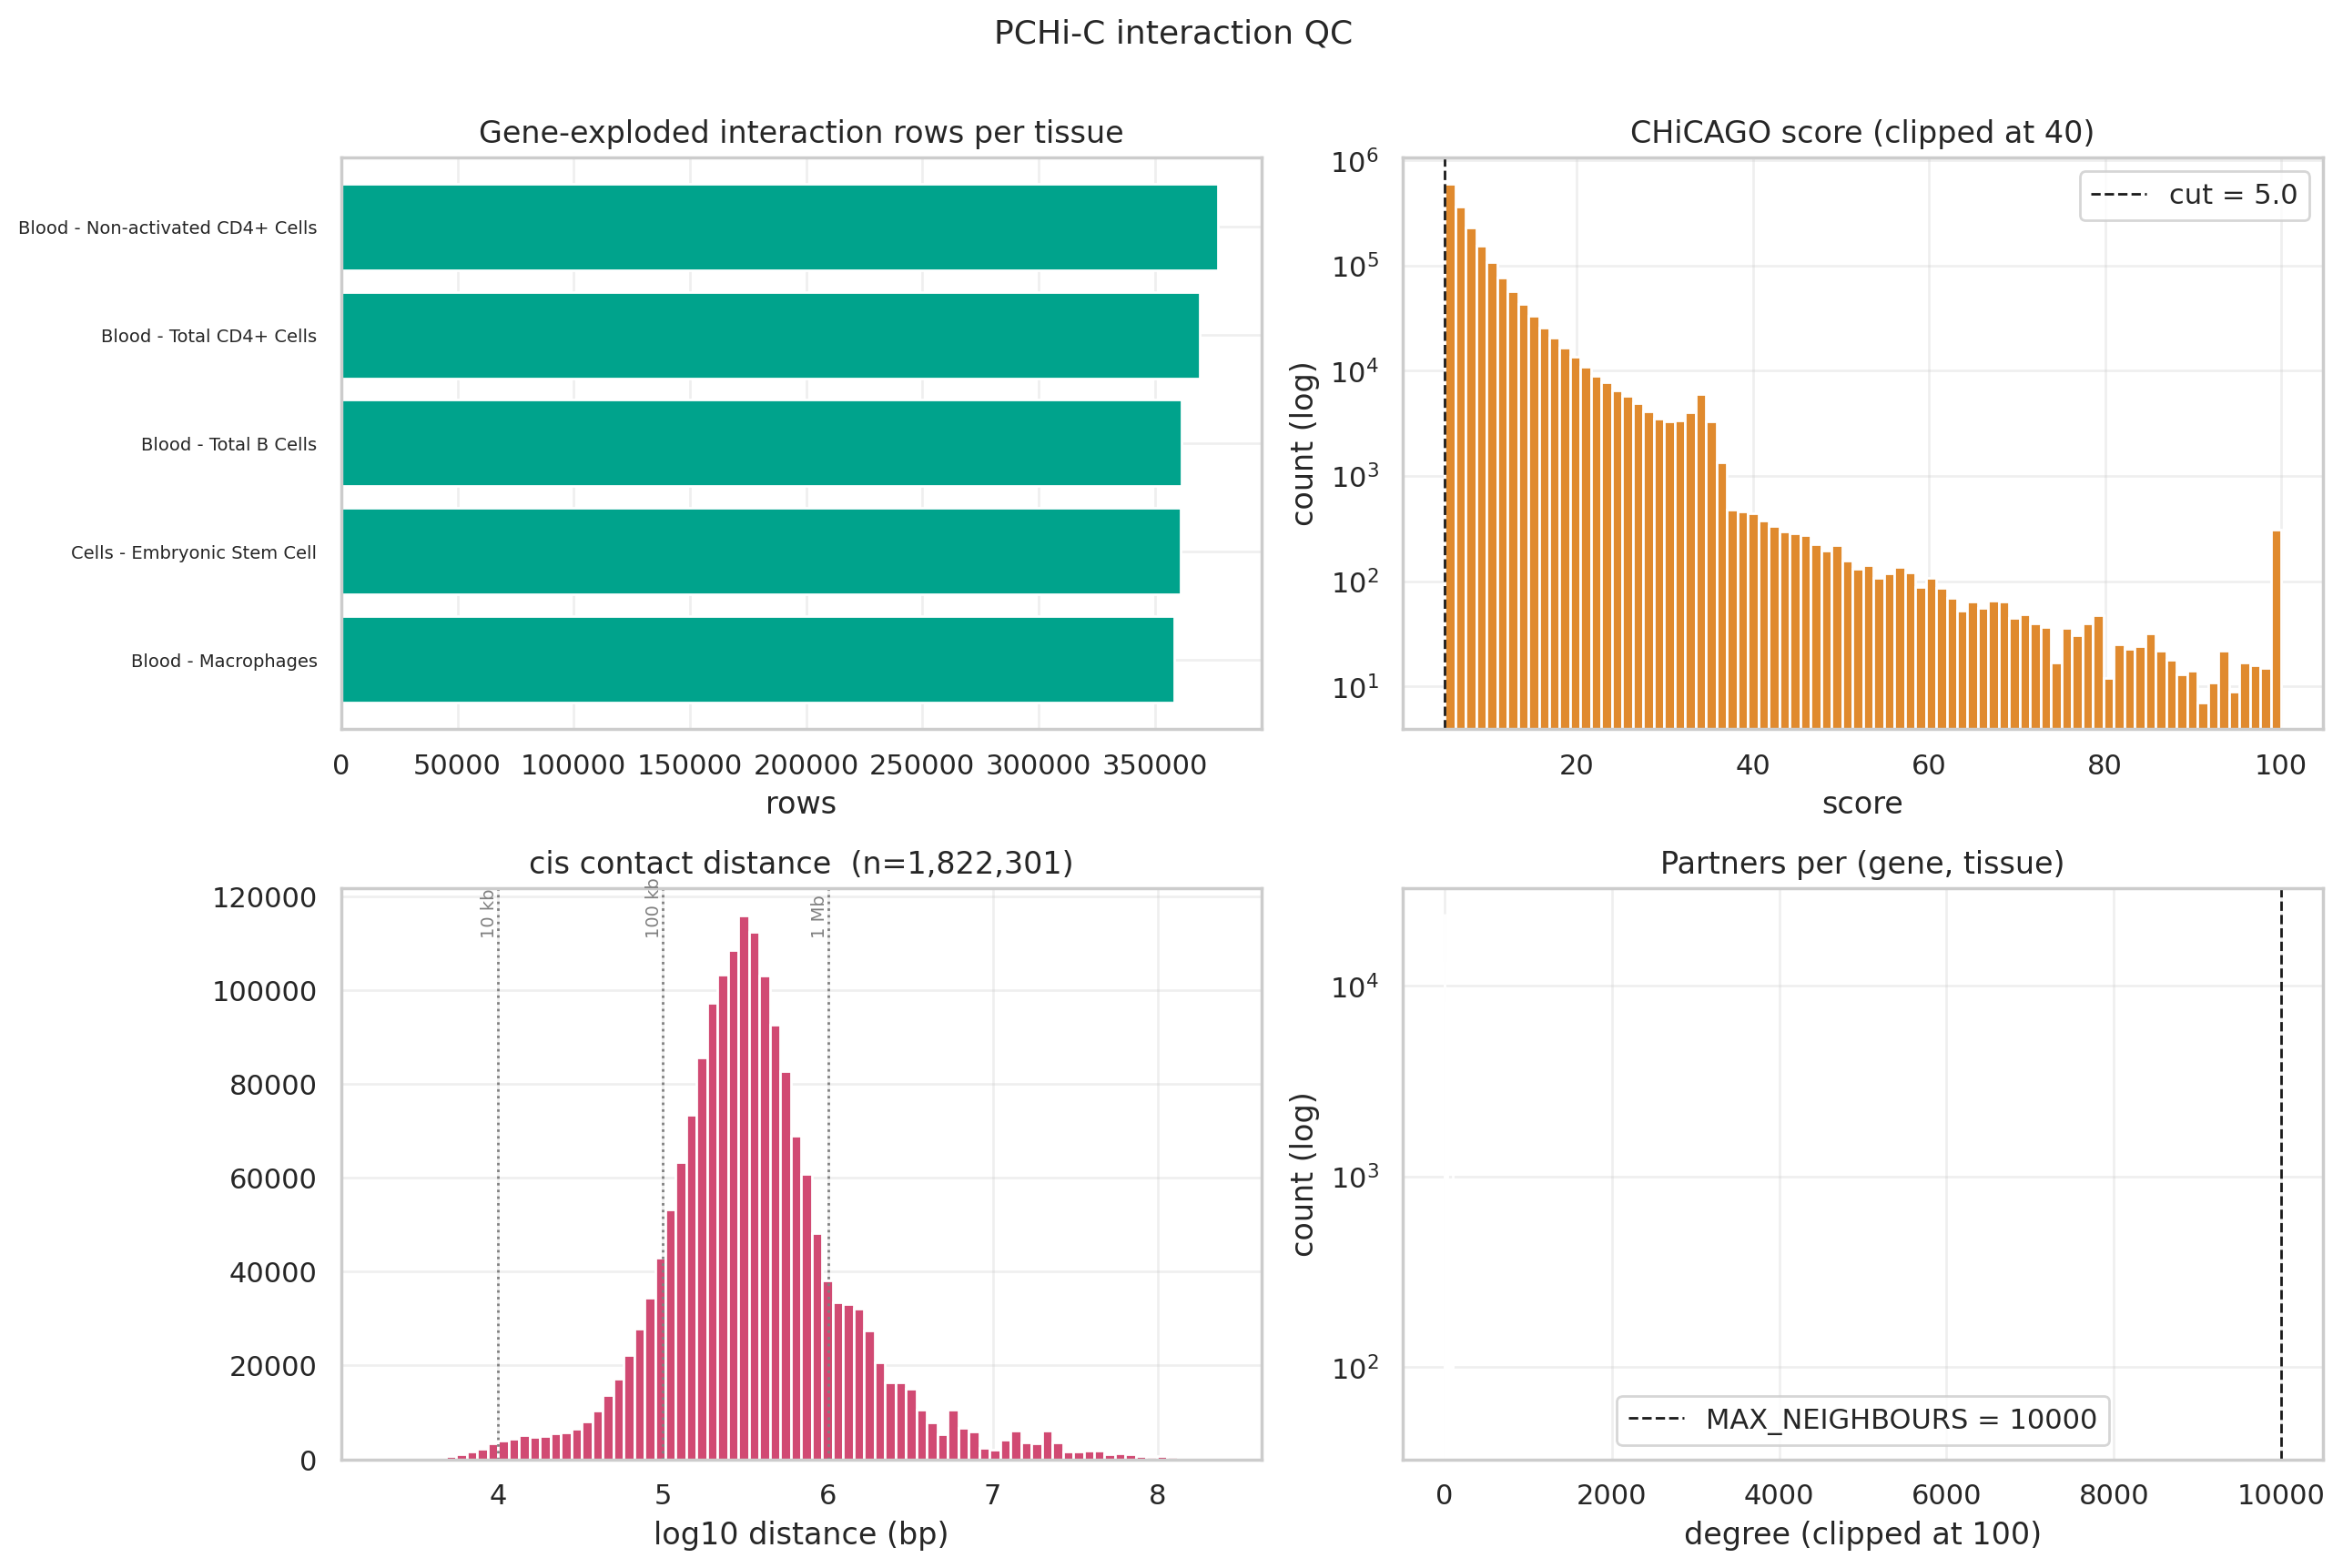 PCHi-C interaction QC
Gene-exploded interaction rows per tissue
Blood - Non-activated CD4+ Cells
Blood - Total CD4+ Cells
Blood - Total B Cells
Cells - Embryonic Stem Cell
Blood - Macrophages
0 50000 100000 150000 200000 250000 300000 350000
rows
CHiCAGO score (clipped at 40)
cut = 5.0
count (log)
10⁶
10⁵
10⁴
10³
10²
10¹
20 40 60 80 100
score
cis contact distance (n=1,822,301)
10 kb
100 kb
1 Mb
120000
100000
80000
60000
40000
20000
0
4 5 6 7 8
log10 distance (bp)
Partners per (gene, tissue)
count (log)
10⁴
10³
10²
MAX_NEIGHBOURS = 10000
0 2000 4000 6000 8000 10000
degree (clipped at 100)